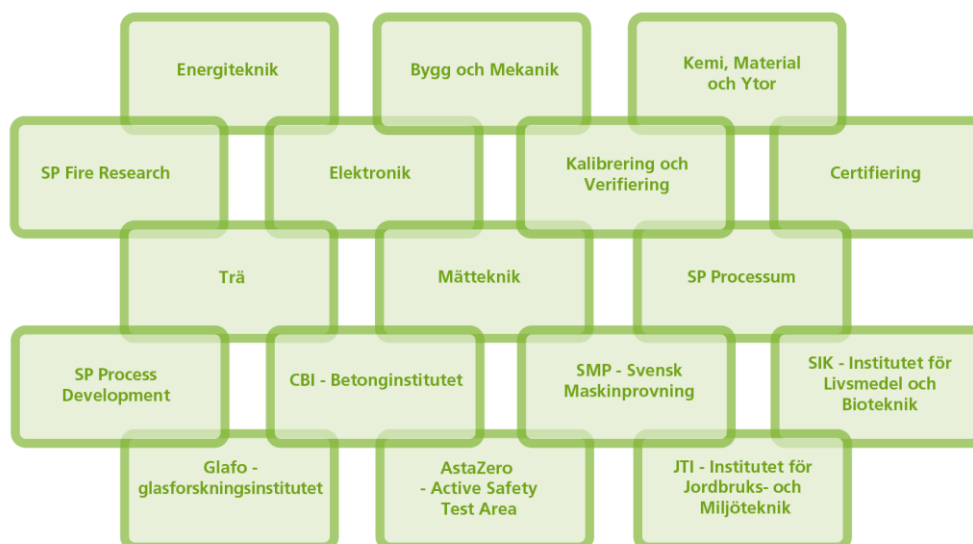 Energiteknik
Bygg och Mekanik
Kemi, Material
och Ytor
SP Fire Research
Elektronik
Kalibrering och
Verifiering
Certifiering
Trä
Mätteknik
SP Processum
SP Process
Development
CBI - Betonginstitutet
SMP - Svensk
Maskinprovning
SIK - Institutet för
Livsmedel och
Bioteknik
Glafo -
glasforskningsinstitutet
AstaZero
- Active Safety
Test Area
JTI - Institutet för
Jordbruks- och
Miljöteknik